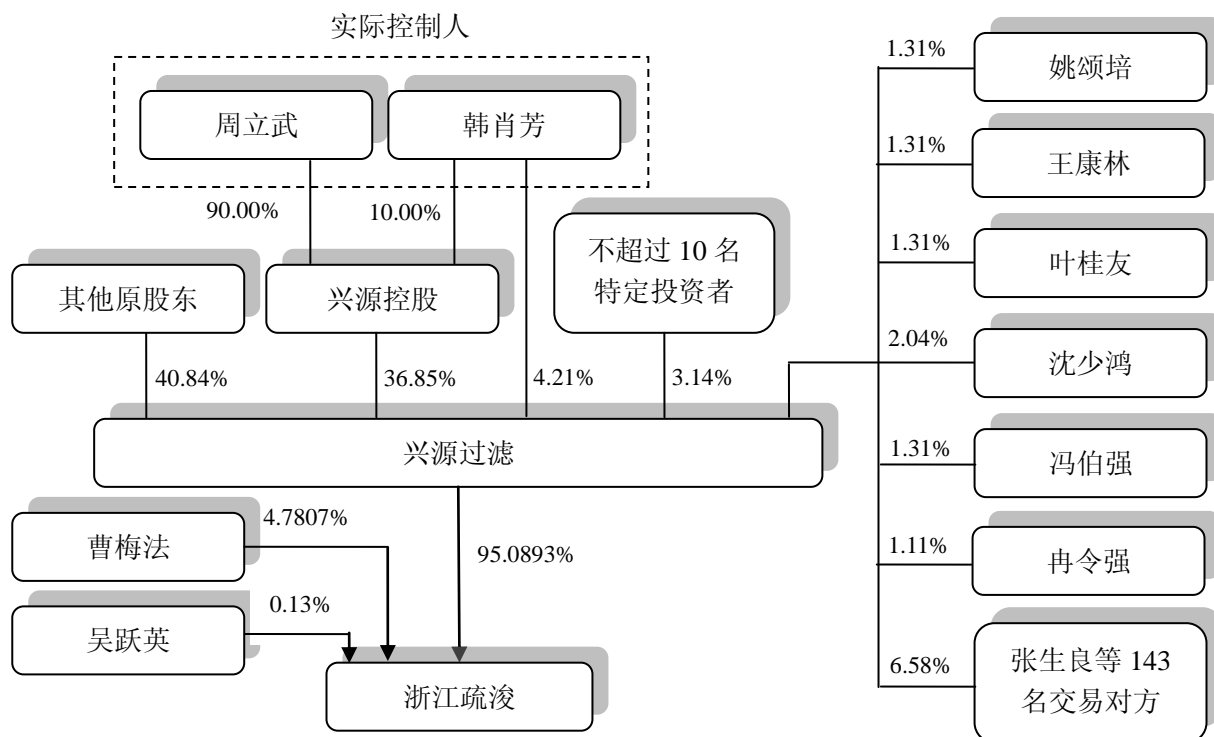 实际控制人
周立武
韩肖芳
90.00%
10.00%
其他原股东
兴源控股
不超过 10 名
特定投资者
40.84%
36.85%
4.21%
3.14%
兴源过滤
曹梅法
4.7807%
95.0893%
吴跃英
0.13%
浙江疏浚
1.31%
姚颂培
1.31%
王康林
1.31%
叶桂友
2.04%
沈少鸿
1.31%
冯伯强
1.11%
冉令强
6.58%
张生良等 143
名交易对方